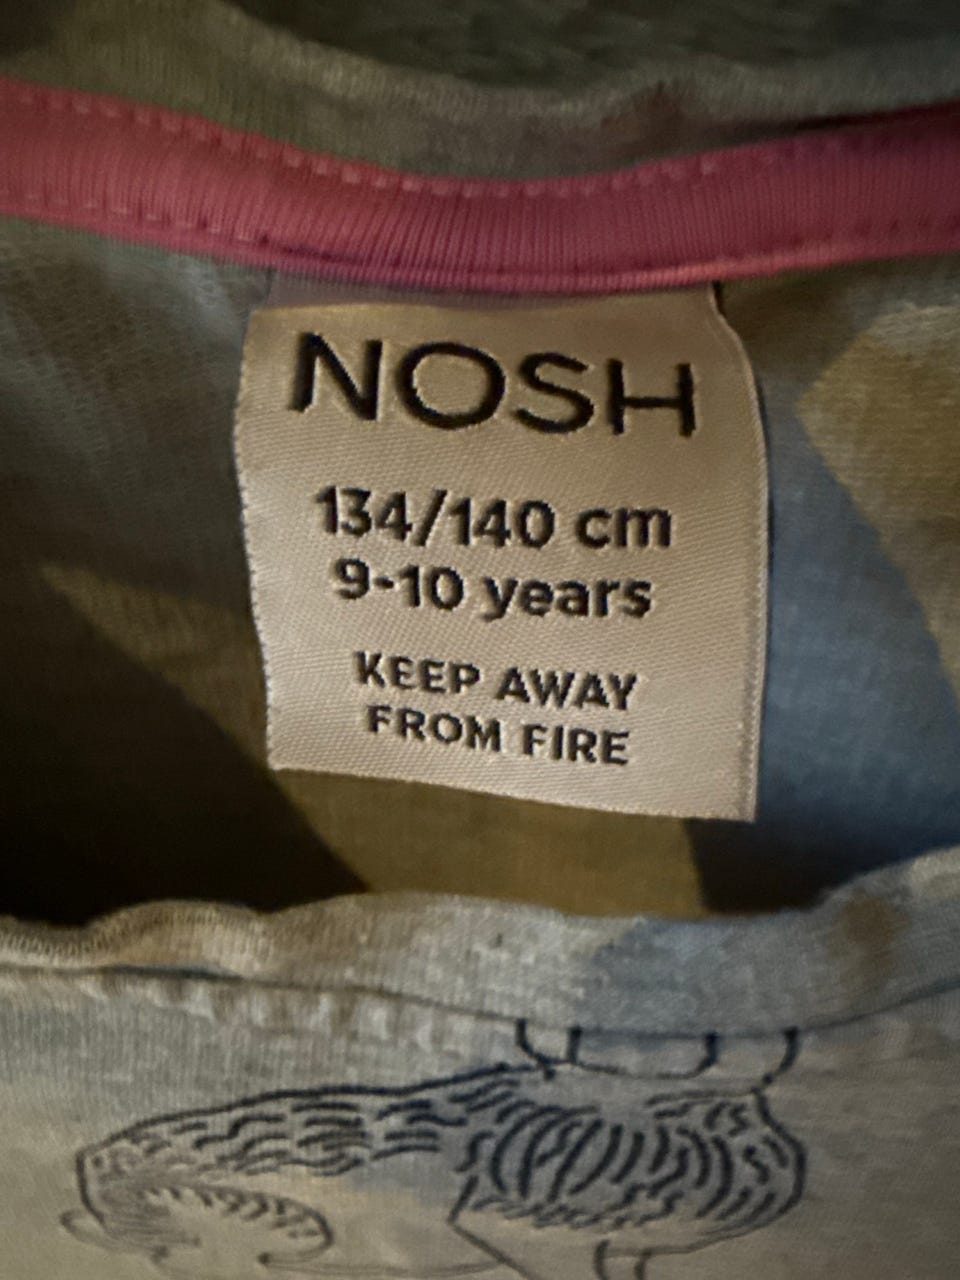 NOSH
134/140 cm
9-10 years
KEEP AWAY
FROM FIRE